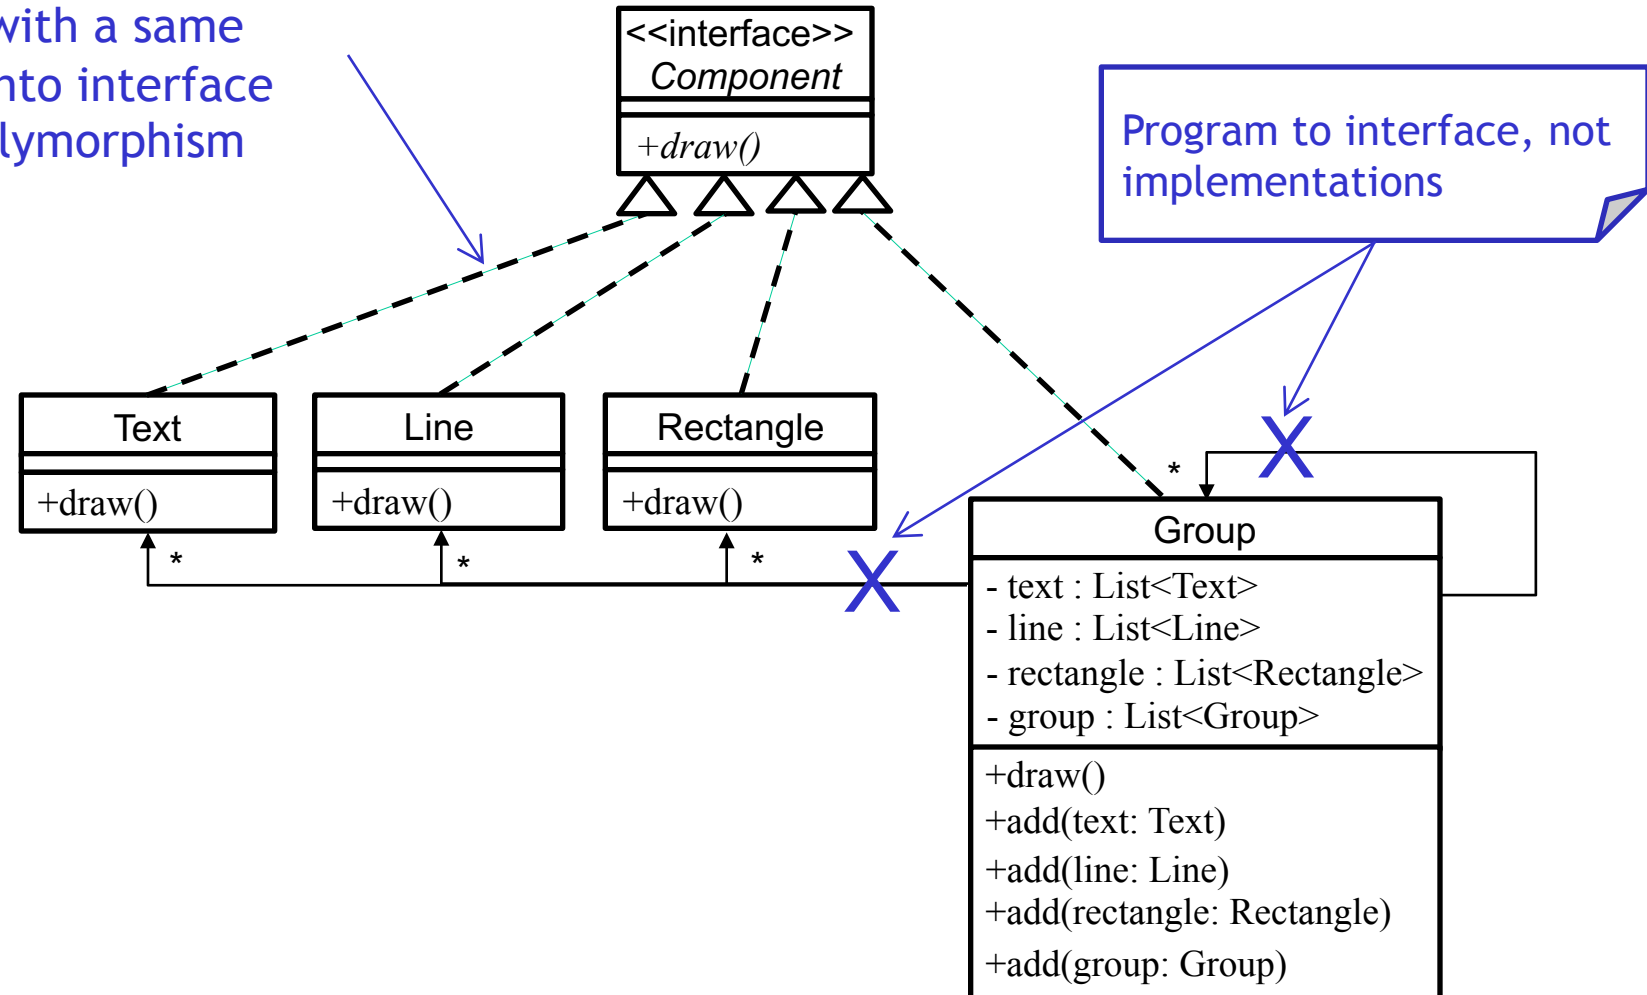 with a same
nto interface
lymorphism
<<interface>>
Component
+draw()
Program to interface, not
implementations
Text
+draw()
Line
+draw()
Rectangle
+draw()
*
*
*
*
X
X
Group
- text : List<Text>
- line : List<Line>
- rectangle : List<Rectangle>
- group : List<Group>
+draw()
+add(text: Text)
+add(line: Line)
+add(rectangle: Rectangle)
+add(group: Group)